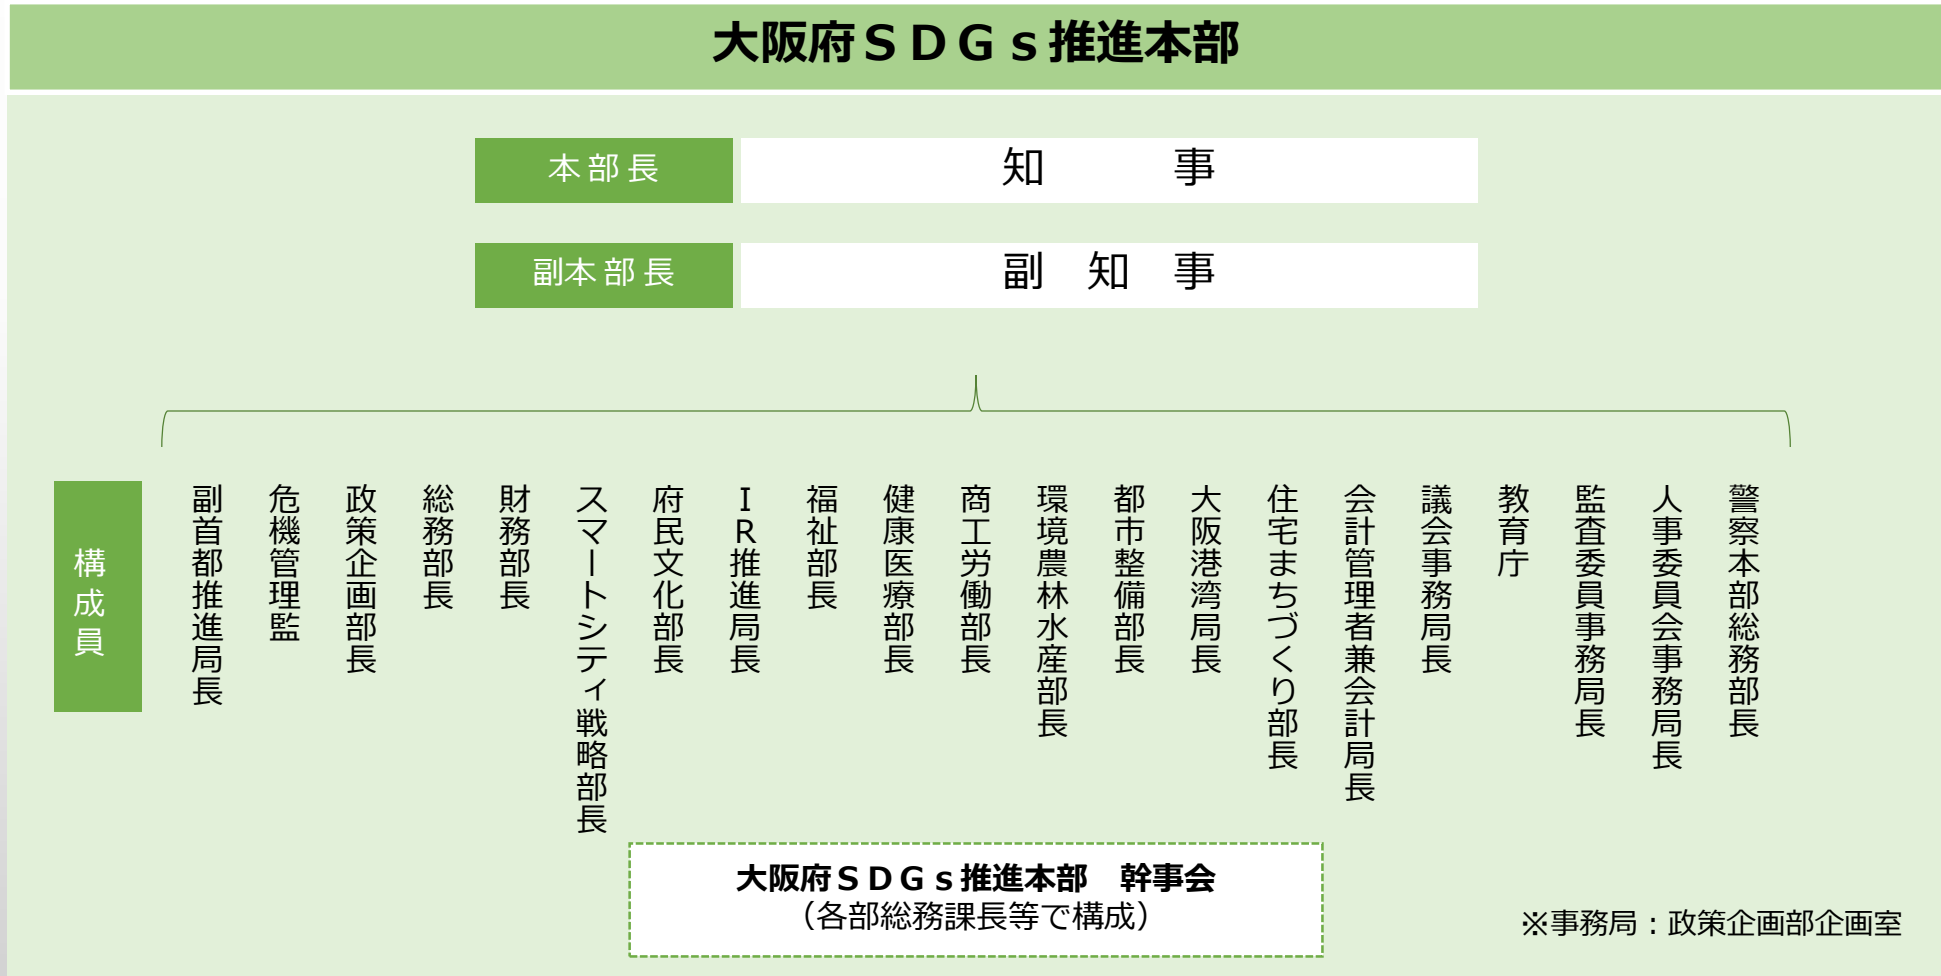 大阪府ＳＤＧｓ推進本部
本部長
知　　　事
副本部長
副　知　事
構成員
副首都推進局長
危機管理監
政策企画部長
総務部長
財務部長
スマートシティ戦略部長
府民文化部長
ＩＲ推進局長
福祉部長
健康医療部長
商工労働部長
環境農林水産部長
都市整備部長
大阪港湾局長
住宅まちづくり部長
会計管理者兼会計局長
議会事務局長
教育庁
監査委員事務局長
人事委員会事務局長
警察本部総務部長
大阪府ＳＤＧｓ推進本部　幹事会
（各部総務課長等で構成）
※事務局：政策企画部企画室